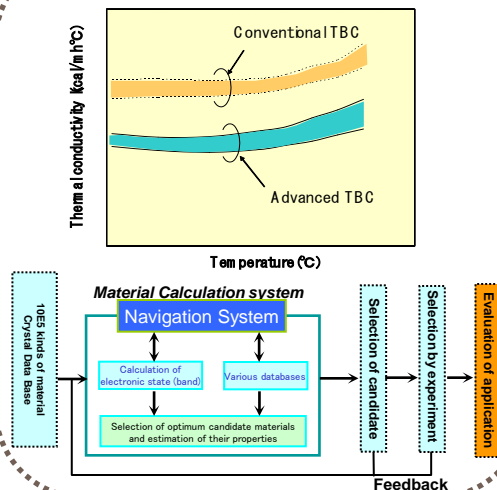 Conventional TBC
Thermal conductivity Kcal/mh℃
Advanced TBC
Temperature (℃)
Material Calculation system
10E5 kinds of material
Crystal Data Base
Navigation System
Calculation of
electronic state (band)
Various databases
Selection of optimum candidate materials
and estimation of their properties
Selection of candidate
Selection by experiment
Evaluation of application
Feedback